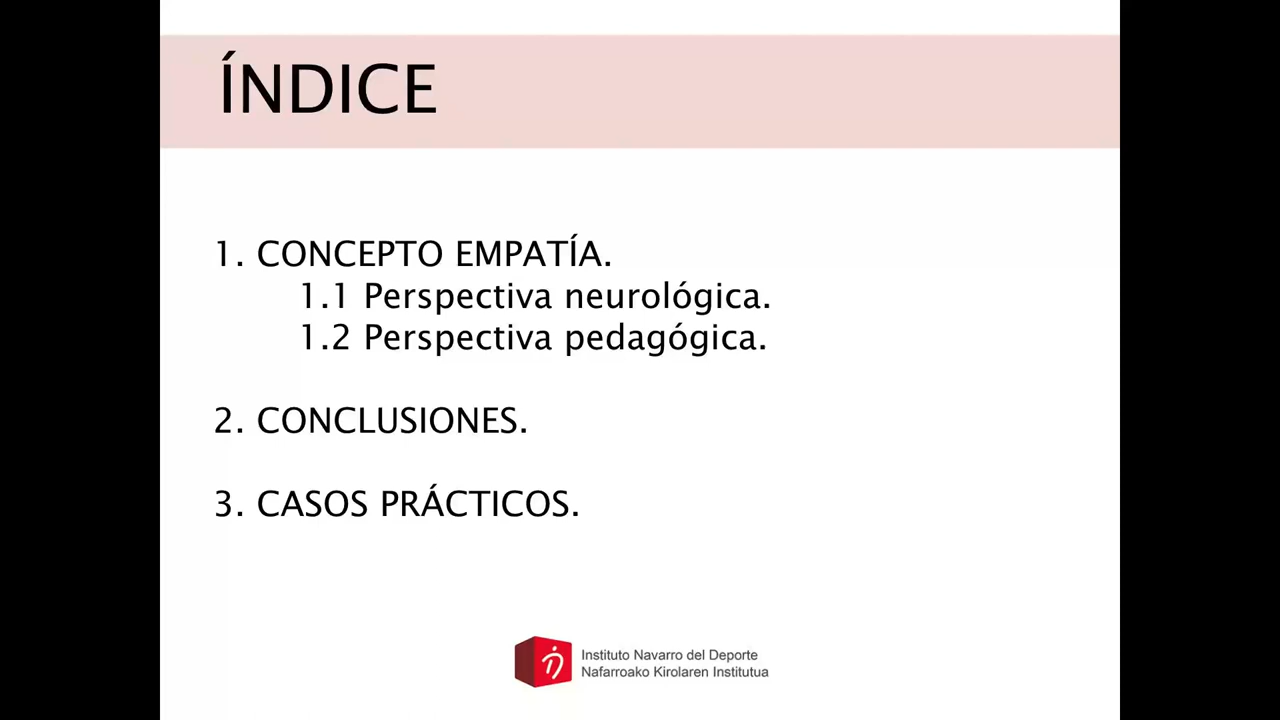 ÍNDICE
1. CONCEPTO EMPATÍA.
1.1 Perspectiva neurológica.
1.2 Perspectiva pedagógica.
2. CONCLUSIONES.
3. CASOS PRÁCTICOS.
Instituto Navarro del Deporte
Nafarroako Kirolaren Institutua